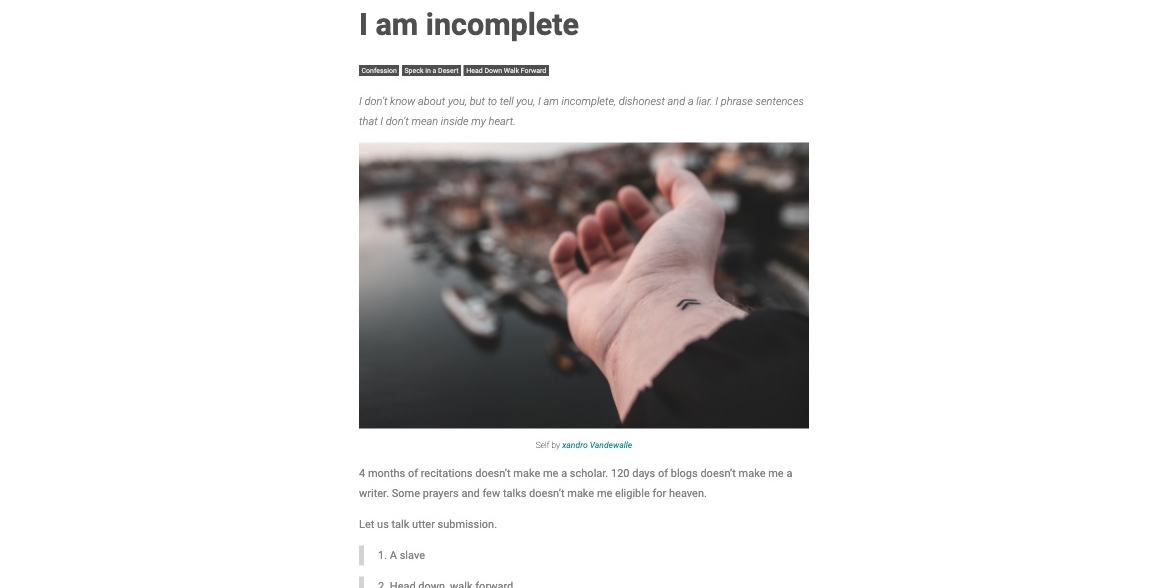 I am incomplete
Confession Speck in a Desert Head Down Walk Forward
I don't know about you, but to tell you, I am incomplete, dishonest and a liar. I phrase sentences
that I don't mean inside my heart.
Self by xandro Vandewalle
4 months of recitations doesn't make me a scholar. 120 days of blogs doesn't make me a
writer. Some prayers and few talks doesn't make me eligible for heaven.
Let us talk utter submission.
1. A slave
2. Head down, walk forward